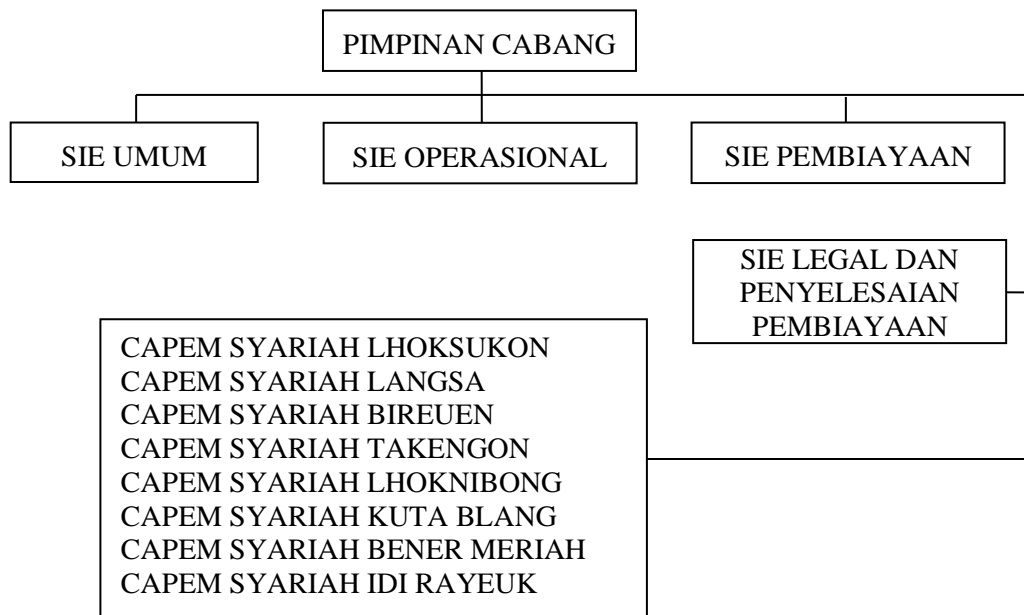 PIMPINAN CABANG
SIE UMUM
SIE OPERASIONAL
SIE PEMBIAYAAN
SIE LEGAL DAN
PENYELESAIAN
PEMBIAYAAN
CAPEM SYARIAH LHOKSUKON
CAPEM SYARIAH LANGSA
CAPEM SYARIAH BIREUEN
CAPEM SYARIAH TAKENGON
CAPEM SYARIAH LHOKNIBONG
CAPEM SYARIAH KUTA BLANG
CAPEM SYARIAH BENER MERIAH
CAPEM SYARIAH IDI RAYEUK